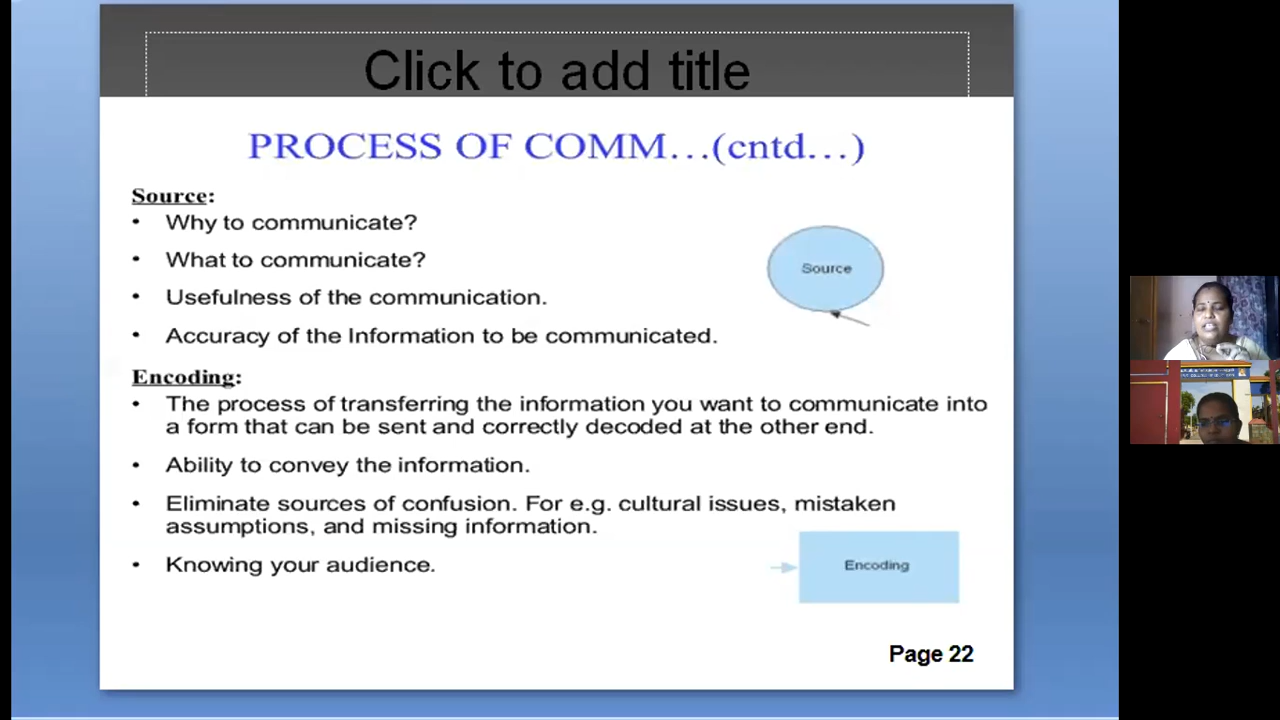 Click to add title
PROCESS OF COMM…(cntd…)
Source:
• Why to communicate?
• What to communicate?
• Usefulness of the communication.
• Accuracy of the Information to be communicated.
Source
Encoding:
• The process of transferring the information you want to communicate into
a form that can be sent and correctly decoded at the other end.
• Ability to convey the information.
• Eliminate sources of confusion. For e.g. cultural issues, mistaken
assumptions, and missing information.
• Knowing your audience.
Encoding
Page 22